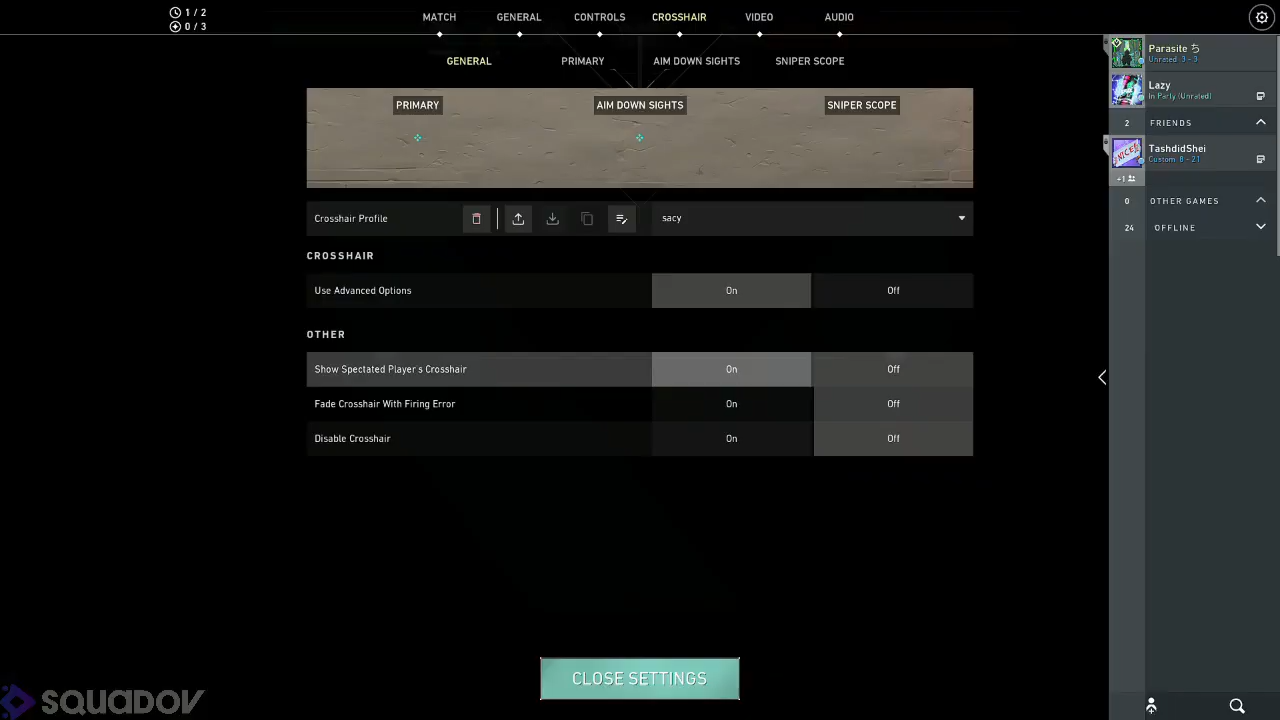 1 / 2
0 / 3
MATCH GENERAL CONTROLS CROSSHAIR VIDEO AUDIO
GENERAL PRIMARY AIM DOWN SIGHTS SNIPER SCOPE
PRIMARY AIM DOWN SIGHTS SNIPER SCOPE
Crosshair Profile sacy
CROSSHAIR
Use Advanced Options On Off
OTHER
Show Spectated Player's Crosshair On Off
Fade Crosshair With Firing Error On Off
Disable Crosshair On Off
CLOSE SETTINGS
Parasite ち
Unrated 3 - 3
Lazy
In Party (Unrated)
2 FRIENDS
NICE!
TashdidShei
Custom 8 - 21
+1
0 OTHER GAMES
24 OFFLINE
SQUADOV